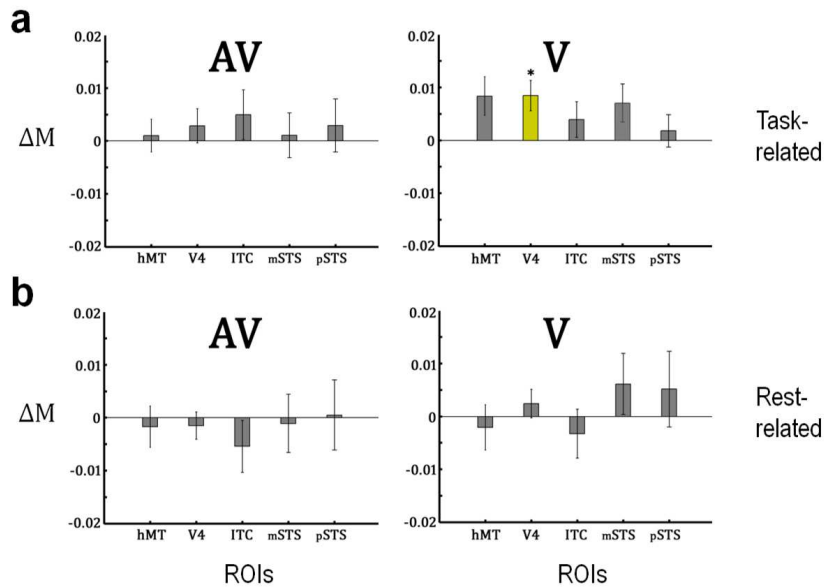 a
AV
V
0.02
0.01
0
-0.01
-0.02
ΔM
hMT V4 ITC mSTS pSTS
0.02
0.01
0
-0.01
-0.02
*
hMT V4 ITC mSTS pSTS
Task-
related
b
AV
V
0.02
0.01
0
-0.01
-0.02
ΔM
hMT V4 ITC mSTS pSTS
0.02
0.01
0
-0.01
-0.02
hMT V4 ITC mSTS pSTS
Rest-
related
ROIs
ROIs